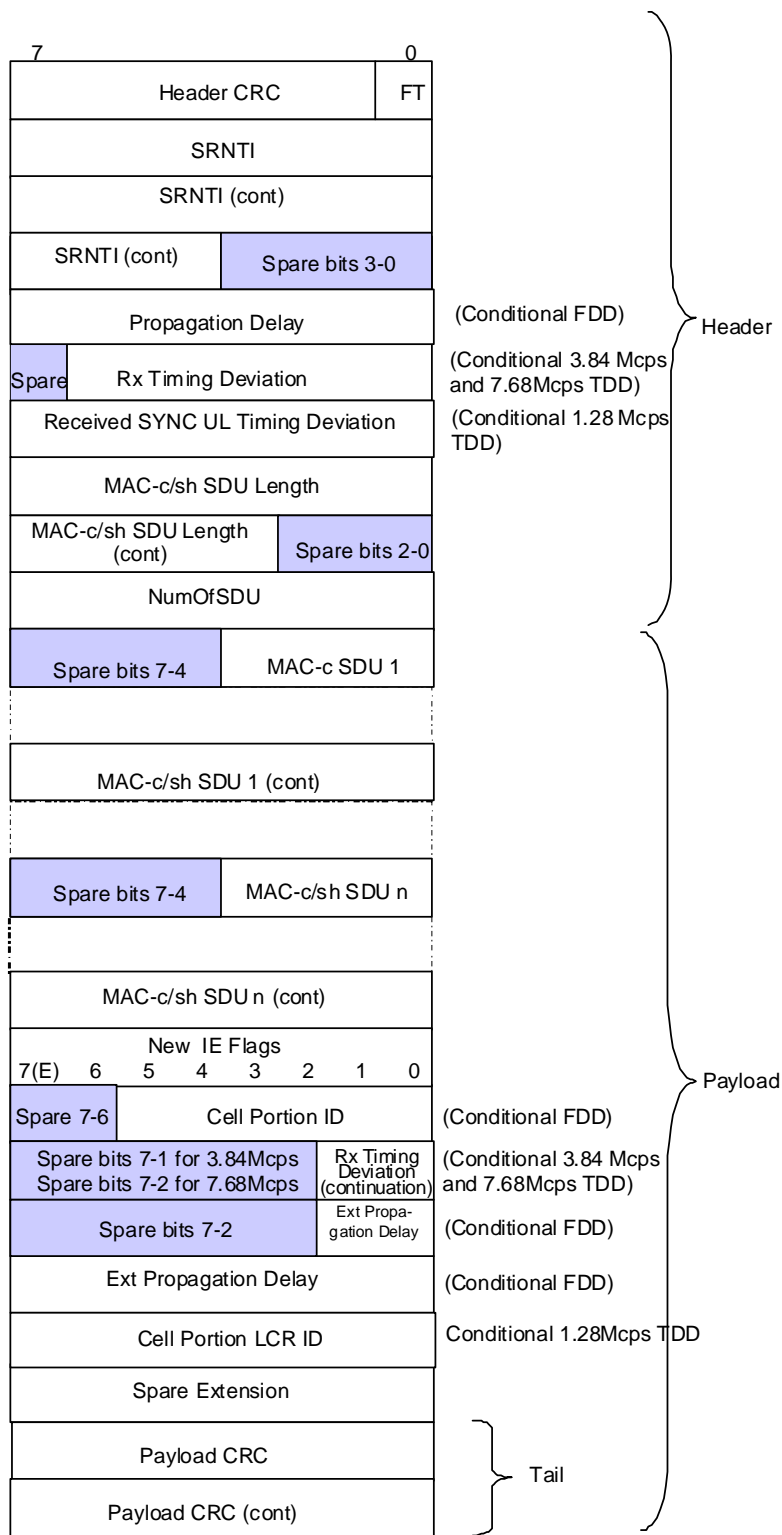 7 0
Header CRC FT
SRNTI
SRNTI (cont)
SRNTI (cont) Spare bits 3-0
Propagation Delay (Conditional FDD)
Header
Spare Rx Timing Deviation (Conditional 3.84 Mcps
and 7.68Mcps TDD)
Received SYNC UL Timing Deviation (Conditional 1.28 Mcps
TDD)
MAC-c/sh SDU Length
MAC-c/sh SDU Length
(cont) Spare bits 2-0
NumOfSDU
Spare bits 7-4 MAC-c SDU 1
MAC-c/sh SDU 1 (cont)
Spare bits 7-4 MAC-c/sh SDU n
MAC-c/sh SDU n (cont)
New IE Flags
7(E) 6 5 4 3 2 1 0
Payload
Spare 7-6 Cell Portion ID (Conditional FDD)
Spare bits 7-1 for 3.84Mcps
Spare bits 7-2 for 7.68Mcps
Rx Timing
Deviation
(continuation)
(Conditional 3.84 Mcps
and 7.68Mcps TDD)
Spare bits 7-2
Ext Propa-
gation Delay
(Conditional FDD)
Ext Propagation Delay (Conditional FDD)
Cell Portion LCR ID Conditional 1.28Mcps TDD
Spare Extension
Payload CRC
Tail
Payload CRC (cont)